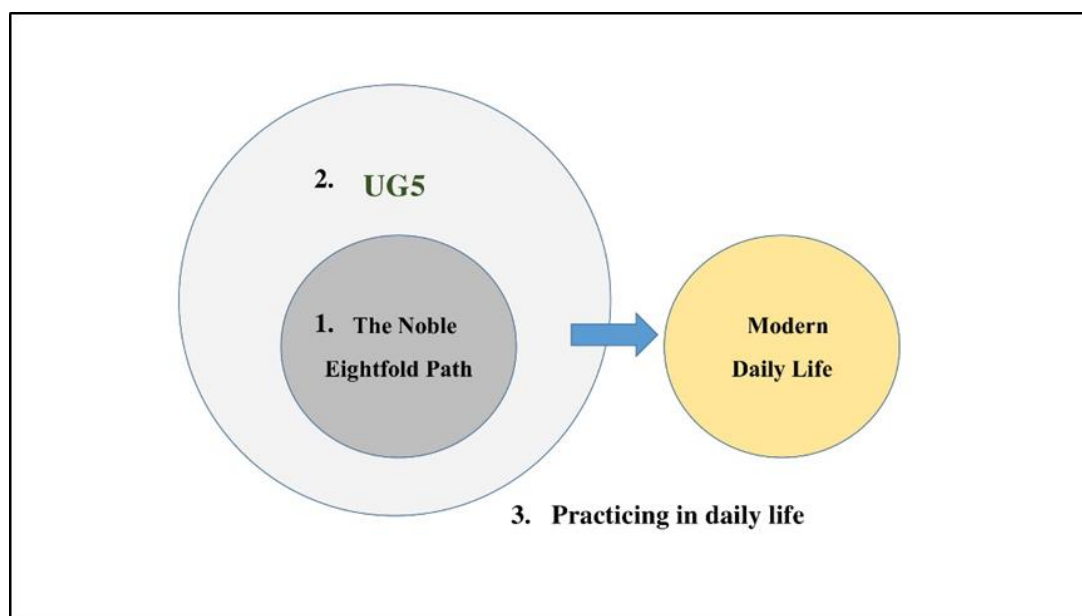 2. UG5
1. The Noble
Eightfold Path
Modern
Daily Life
3. Practicing in daily life